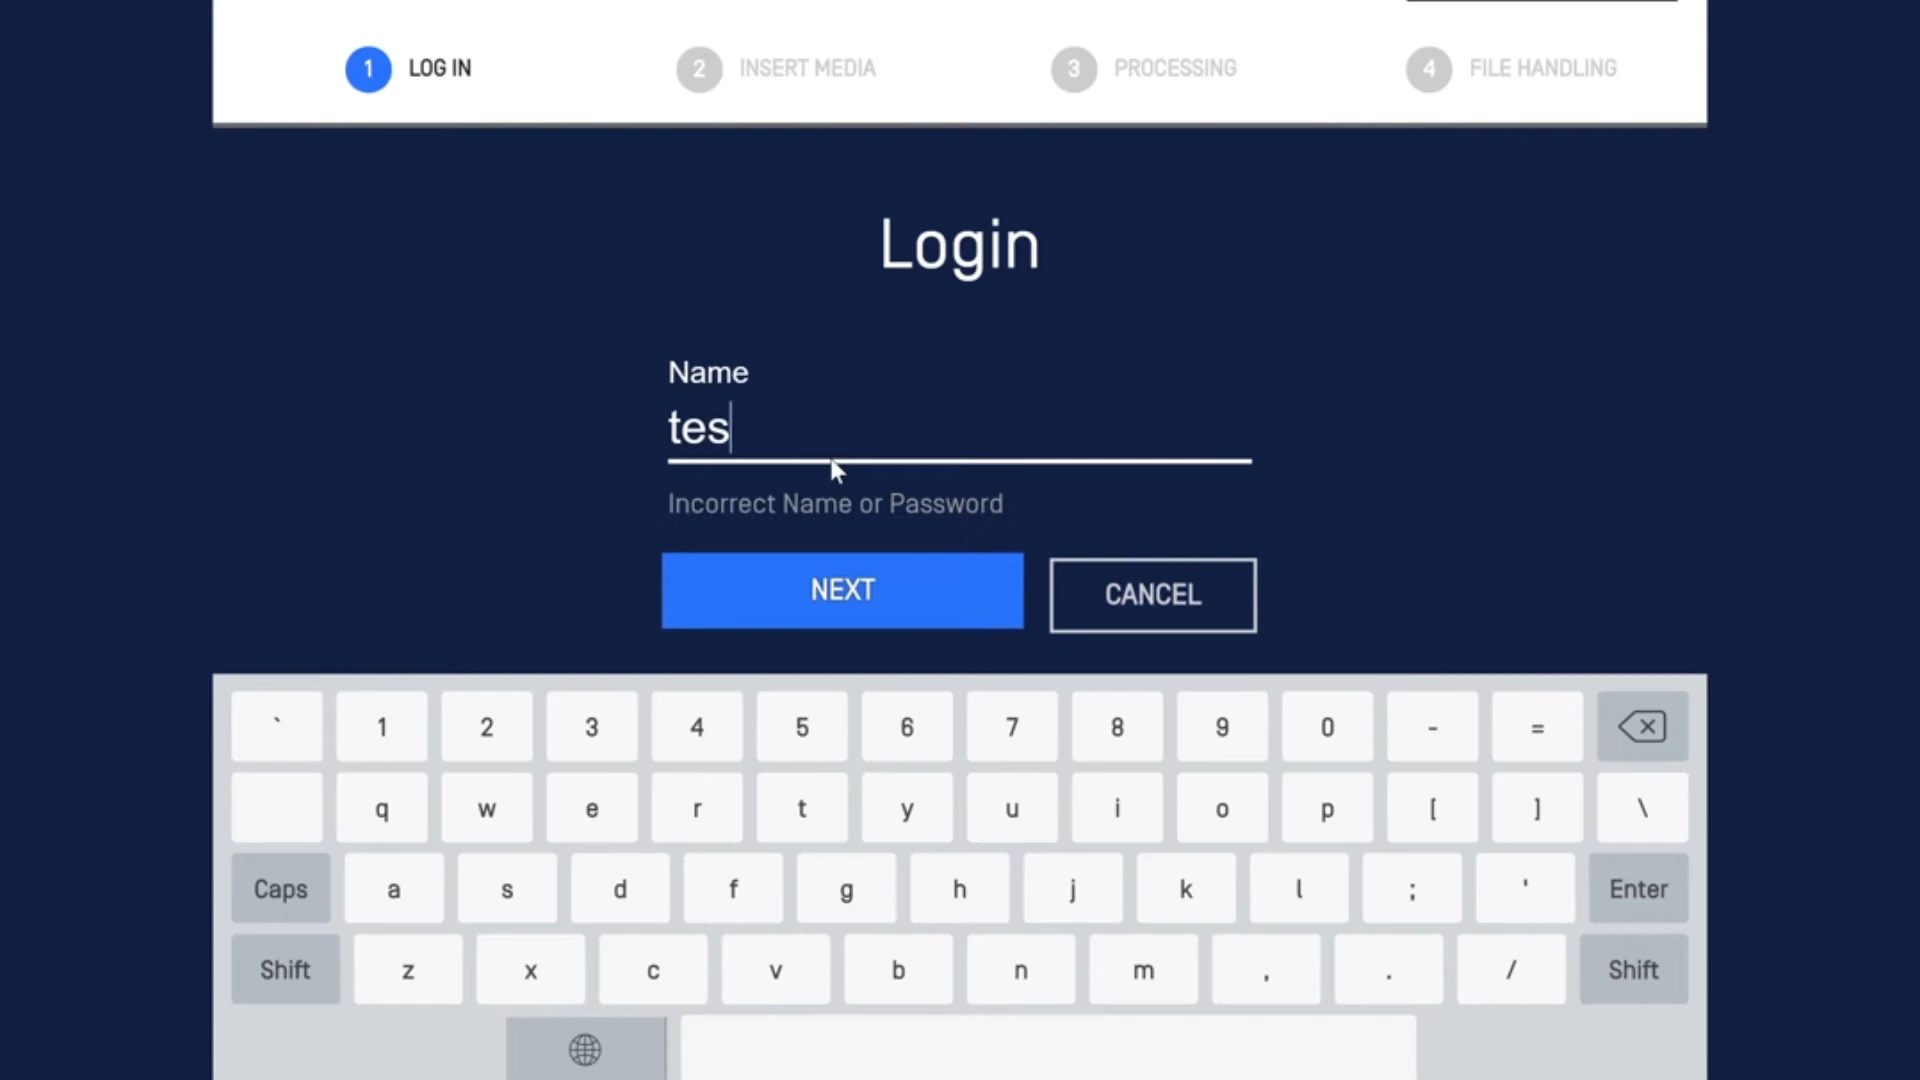 1 LOG IN 2 INSERT MEDIA 3 PROCESSING 4 FILE HANDLING
Login
Name
tes
Incorrect Name or Password
NEXT CANCEL
` 1 2 3 4 5 6 7 8 9 0 - =
q w e r t y u i o p [ ] \
Caps a s d f g h j k l ; ' Enter
Shift z x c v b n m , . / Shift